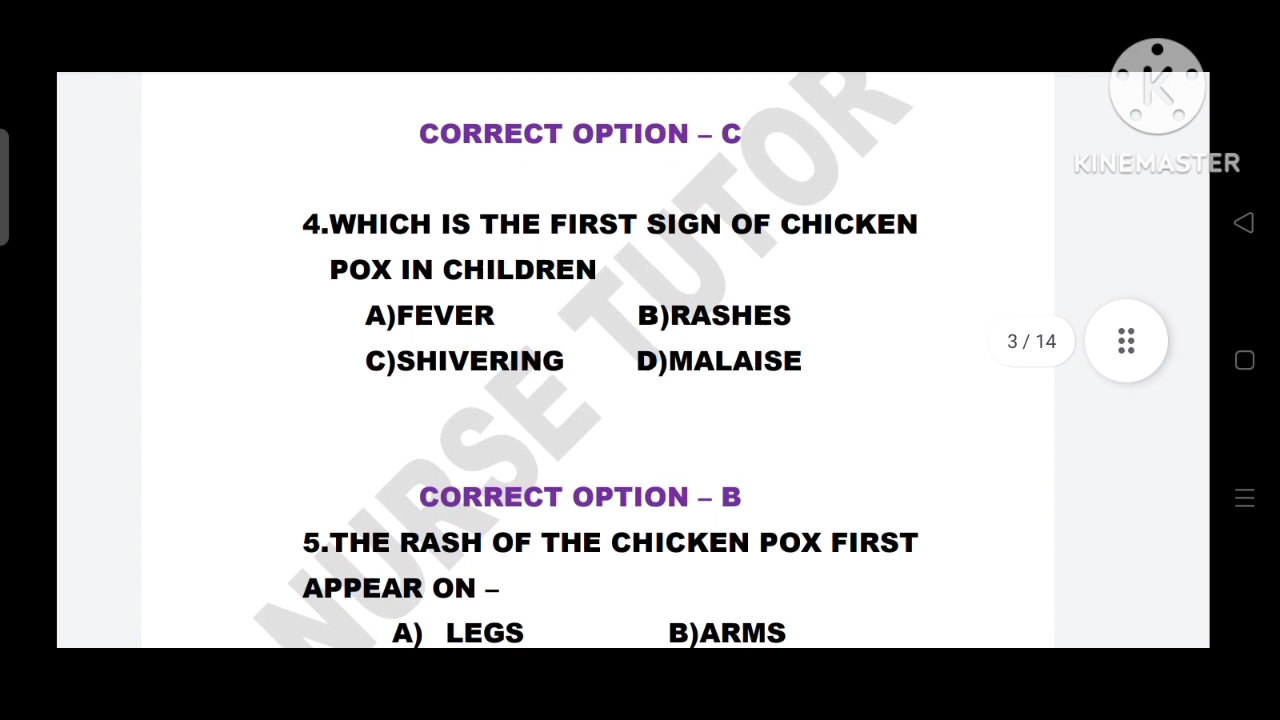 CORRECT OPTION – C
4.WHICH IS THE FIRST SIGN OF CHICKEN
POX IN CHILDREN
A)FEVER B)RASHES
C)SHIVERING D)MALAISE
CORRECT OPTION – B
5.THE RASH OF THE CHICKEN POX FIRST
APPEAR ON –
A) LEGS B)ARMS
NURSE TUTOR
3 / 14
K
KINEMASTER